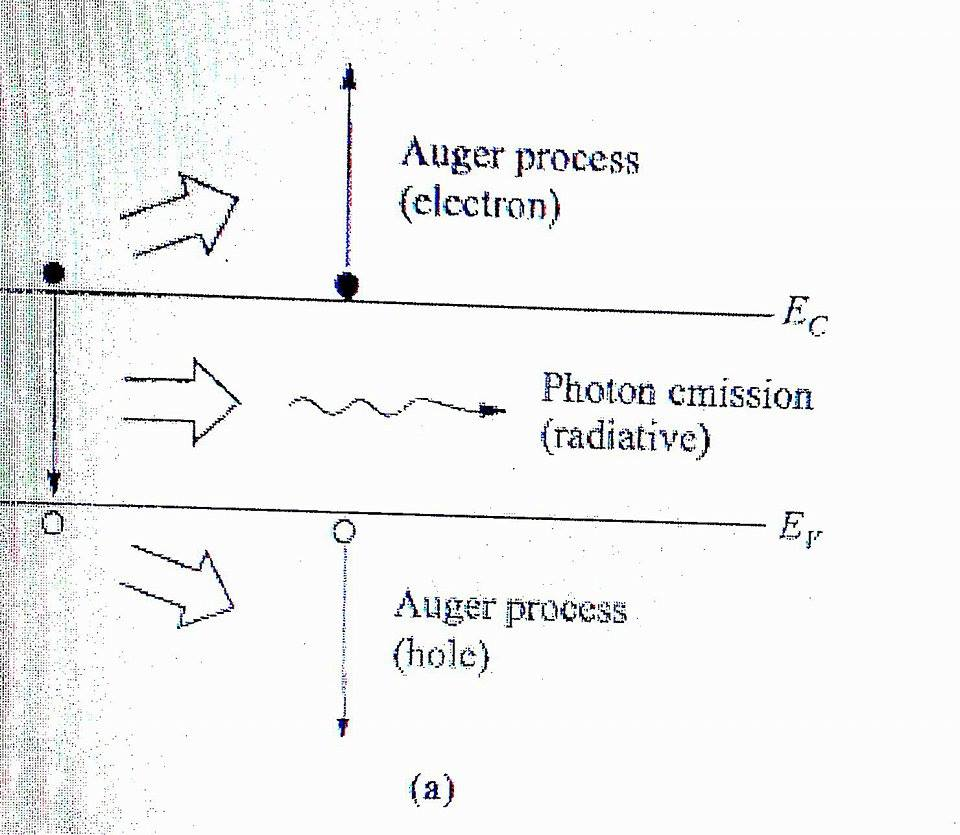 Auger process
(electron)
E_C
Photon emission
(radiative)
E_V
Auger process
(hole)
(a)